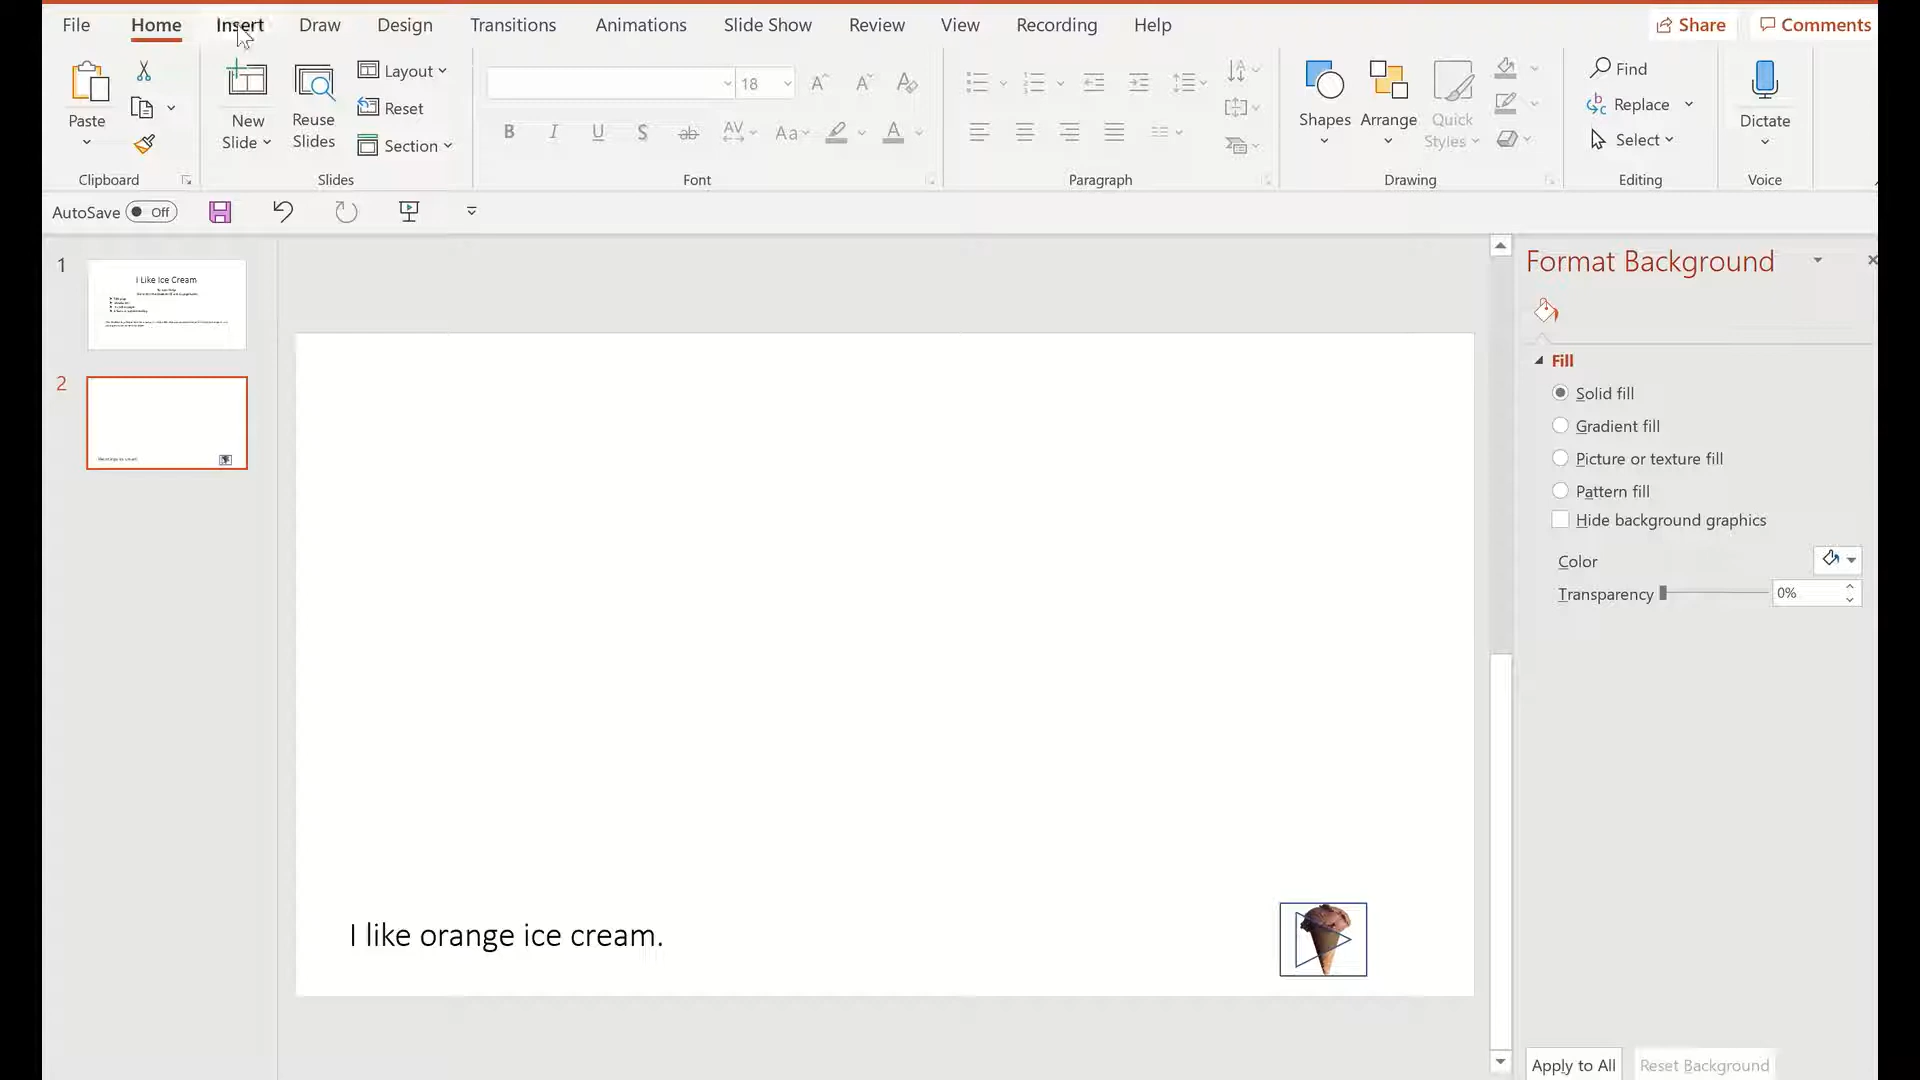 File Home Insert Draw Design Transitions Animations Slide Show Review View Recording Help Share Comments
Paste
New Slide
Reuse Slides
Layout
Reset
Section
18
B I U S ab AV Aa A
Shapes
Arrange
Quick Styles
Find
Replace
Select
Dictate
Clipboard Slides Font Paragraph Drawing Editing Voice
AutoSave Off
1
I Like Ice Cream
2
I like orange ice cream.
Format Background
Fill
Solid fill
Gradient fill
Picture or texture fill
Pattern fill
Hide background graphics
Color
Transparency 0%
Apply to All Reset Background